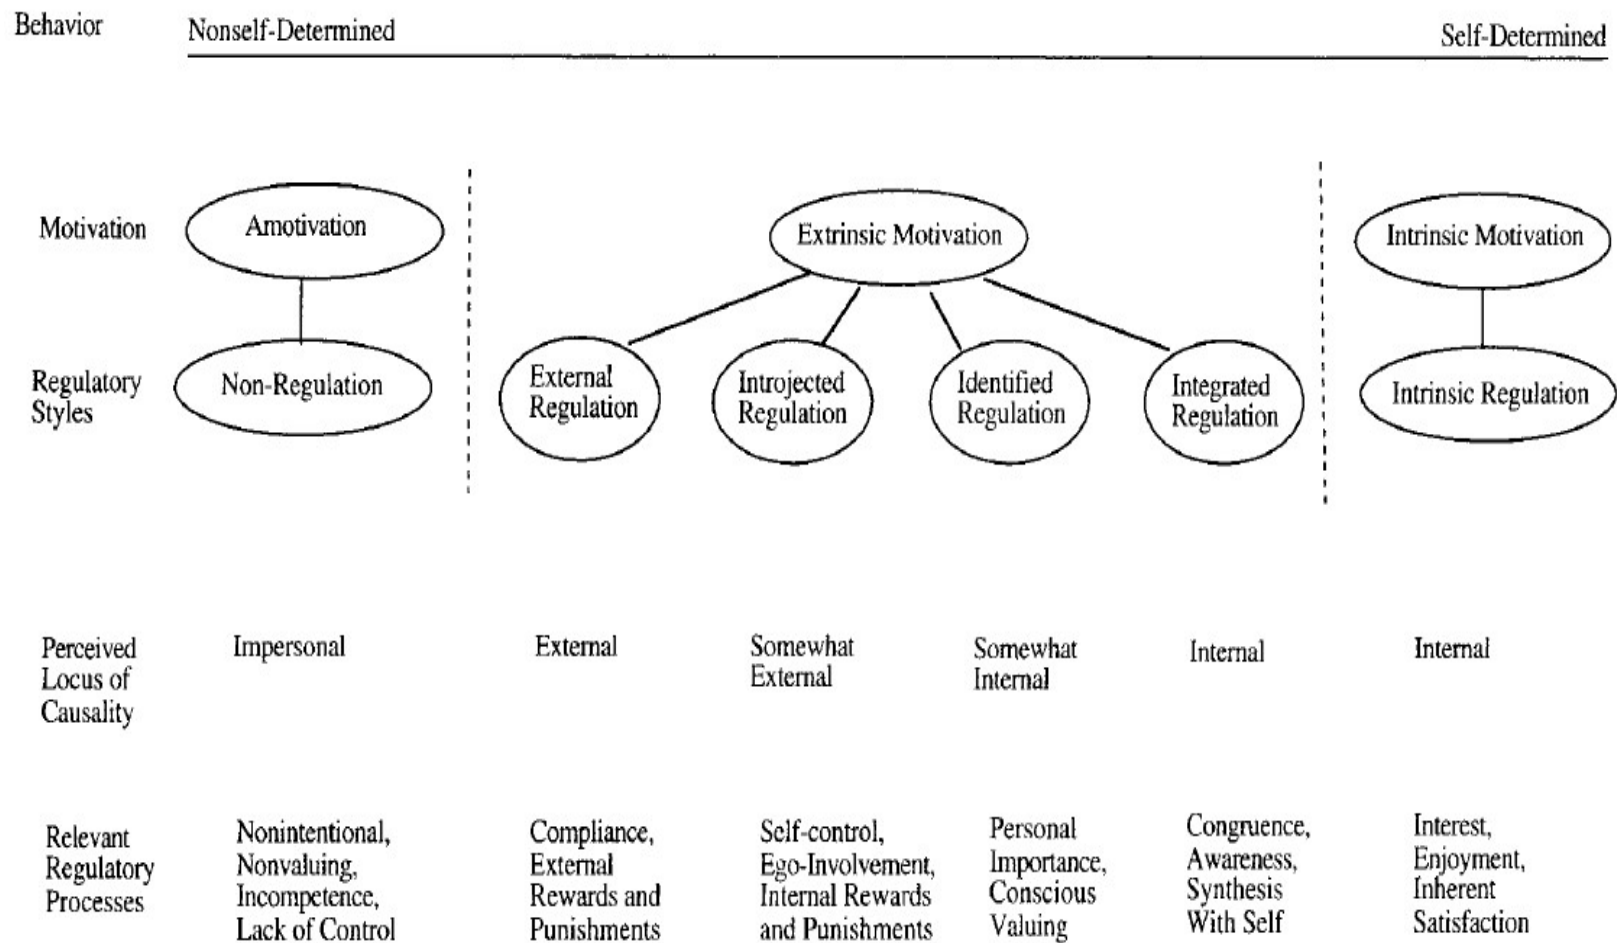 Behavior
Nonself-Determined
Self-Determined
Motivation
Amotivation
Extrinsic Motivation
Intrinsic Motivation
Regulatory
Styles
Non-Regulation
External
Regulation
Introjected
Regulation
Identified
Regulation
Integrated
Regulation
Intrinsic Regulation
Perceived
Locus of
Causality
Impersonal
External
Somewhat
External
Somewhat
Internal
Internal
Internal
Relevant
Regulatory
Processes
Nonintentional,
Nonvaluing,
Incompetence,
Lack of Control
Compliance,
External
Rewards and
Punishments
Self-control,
Ego-Involvement,
Internal Rewards
and Punishments
Personal
Importance,
Conscious
Valuing
Congruence,
Awareness,
Synthesis
With Self
Interest,
Enjoyment,
Inherent
Satisfaction